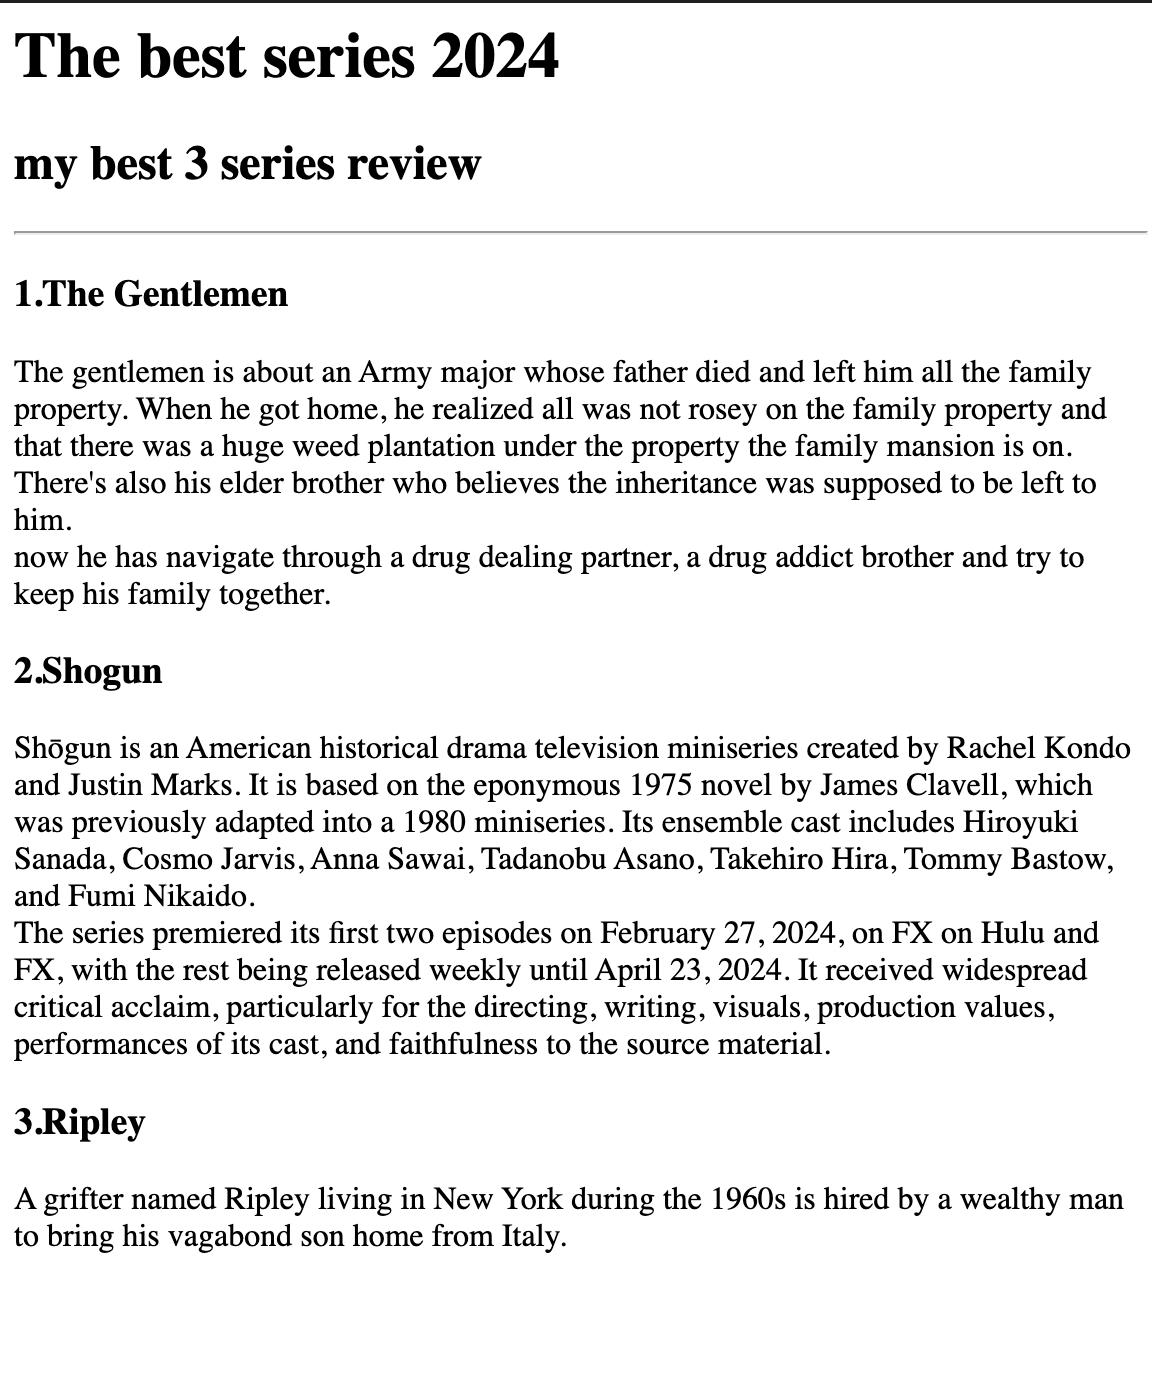 The best series 2024
my best 3 series review
1.The Gentlemen
The gentlemen is about an Army major whose father died and left him all the family
property. When he got home, he realized all was not rosey on the family property and
that there was a huge weed plantation under the property the family mansion is on.
There's also his elder brother who believes the inheritance was supposed to be left to
him.
now he has navigate through a drug dealing partner, a drug addict brother and try to
keep his family together.
2.Shogun
Shōgun is an American historical drama television miniseries created by Rachel Kondo
and Justin Marks. It is based on the eponymous 1975 novel by James Clavell, which
was previously adapted into a 1980 miniseries. Its ensemble cast includes Hiroyuki
Sanada, Cosmo Jarvis, Anna Sawai, Tadanobu Asano, Takehiro Hira, Tommy Bastow,
and Fumi Nikaido.
The series premiered its first two episodes on February 27, 2024, on FX on Hulu and
FX, with the rest being released weekly until April 23, 2024. It received widespread
critical acclaim, particularly for the directing, writing, visuals, production values,
performances of its cast, and faithfulness to the source material.
3.Ripley
A grifter named Ripley living in New York during the 1960s is hired by a wealthy man
to bring his vagabond son home from Italy.